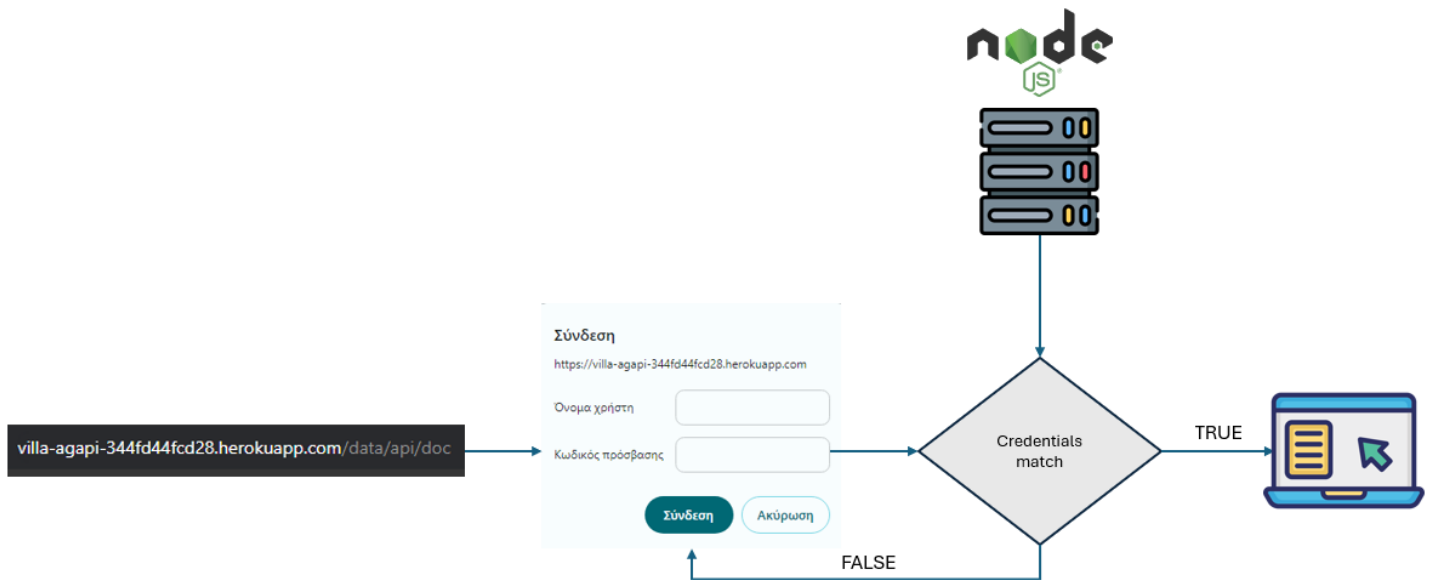 node
JS
Σύνδεση
https://villa-agapi-344fd44fcd28.herokuapp.com
Όνομα χρήστη
villa-agapi-344fd44fcd28.herokuapp.com/data/api/doc
Κωδικός πρόσβασης
Σύνδεση Ακύρωση
Credentials
match
TRUE
FALSE